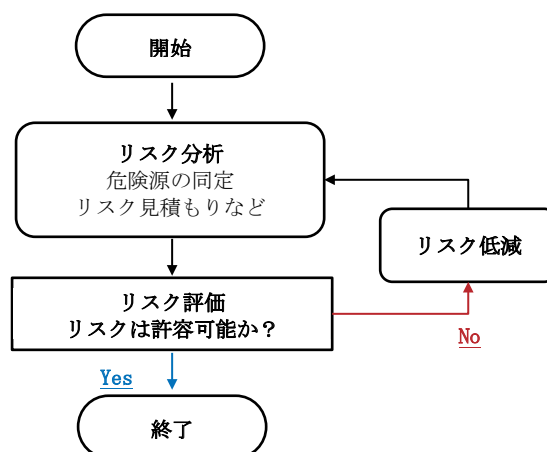 開始
リスク分析
危険源の同定
リスク見積もりなど
リスク低減
リスク評価
リスクは許容可能か？
No
Yes
終了